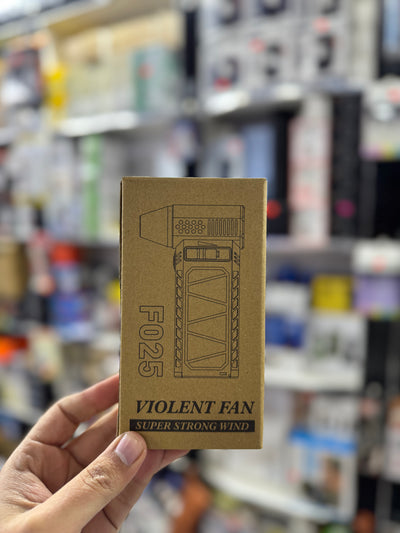 F025
VIOLENT FAN
SUPER STRONG WIND